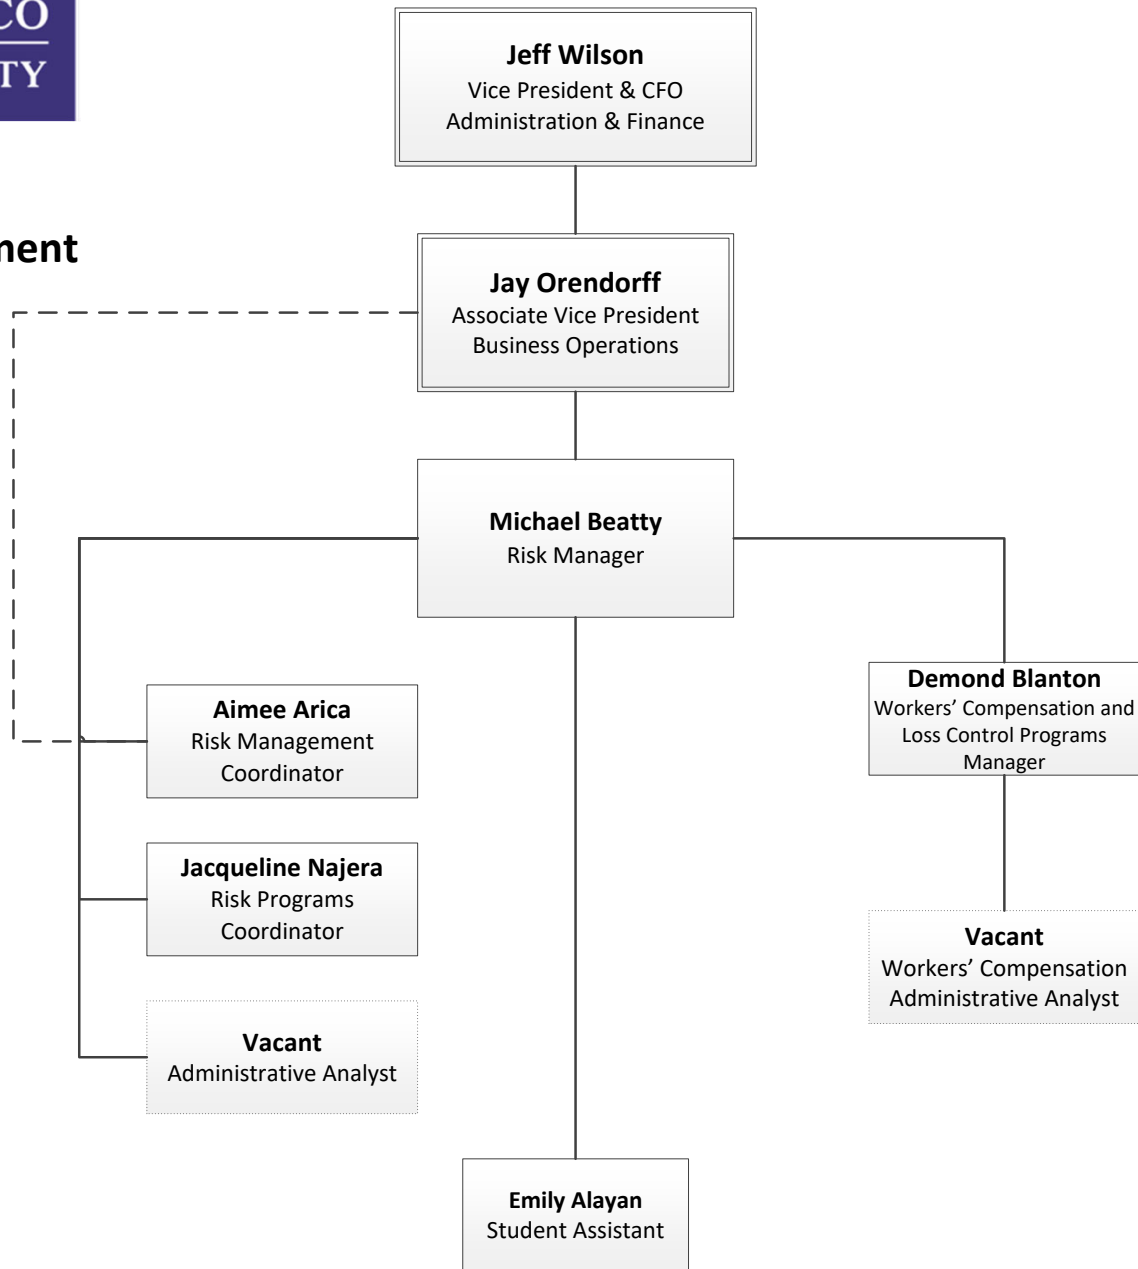 CO
TY
Jeff Wilson
Vice President & CFO
Administration & Finance
ment
Jay Orendorff
Associate Vice President
Business Operations
Michael Beatty
Risk Manager
Aimee Arica
Risk Management
Coordinator
Demond Blanton
Workers’ Compensation and
Loss Control Programs
Manager
Jacqueline Najera
Risk Programs
Coordinator
Vacant
Workers’ Compensation
Administrative Analyst
Vacant
Administrative Analyst
Emily Alayan
Student Assistant